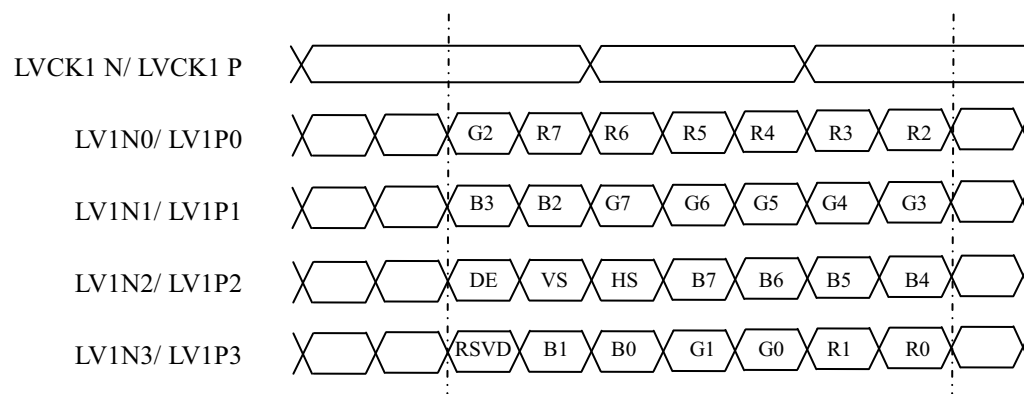 LVCK1 N/ LVCK1 P
LV1N0/ LV1P0 G2 R7 R6 R5 R4 R3 R2
LV1N1/ LV1P1 B3 B2 G7 G6 G5 G4 G3
LV1N2/ LV1P2 DE VS HS B7 B6 B5 B4
LV1N3/ LV1P3 RSVD B1 B0 G1 G0 R1 R0